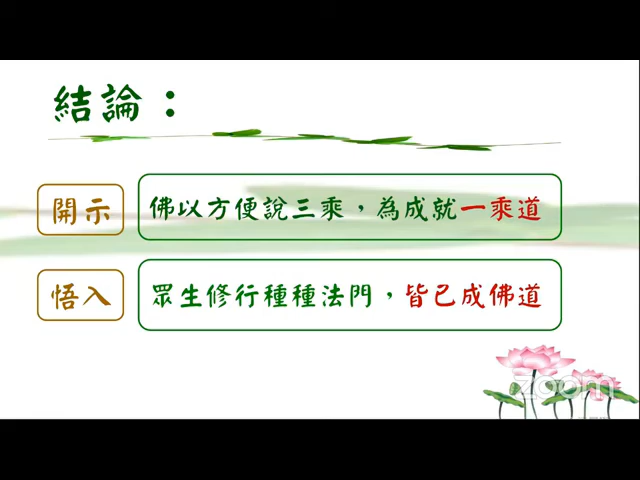 結論：
開示
佛以方便說三乘，為成就一乘道
悟入
眾生修行種種法門，皆已成佛道
zoom